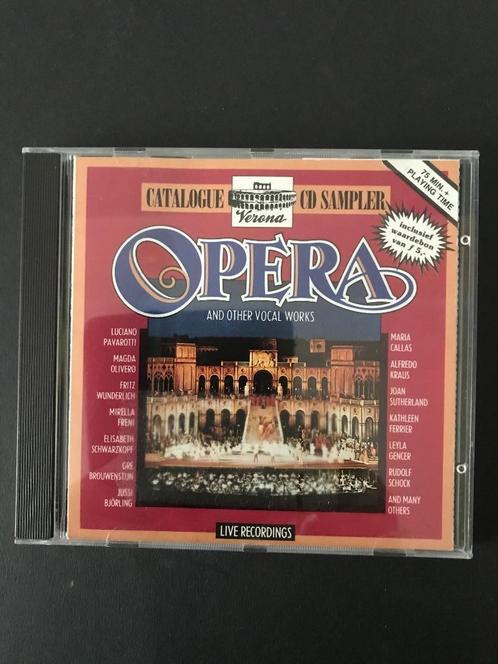 CATALOGUE CD SAMPLER
Verona
75 MIN. +
PLAYING TIME
inclusief
waardebon
van ƒ 5,-
OPERA
AND OTHER VOCAL WORKS
LUCIANO
PAVAROTTI
MAGDA
OLIVERO
FRITZ
WUNDERLICH
MIRELLA
FRENI
ELISABETH
SCHWARZKOPF
GRE
BROUWENSTIJN
JUSSI
BJÖRLING
MARIA
CALLAS
ALFREDO
KRAUS
JOAN
SUTHERLAND
KATHLEEN
FERRIER
LEYLA
GENCER
RUDOLF
SCHOCK
AND MANY
OTHERS
LIVE RECORDINGS